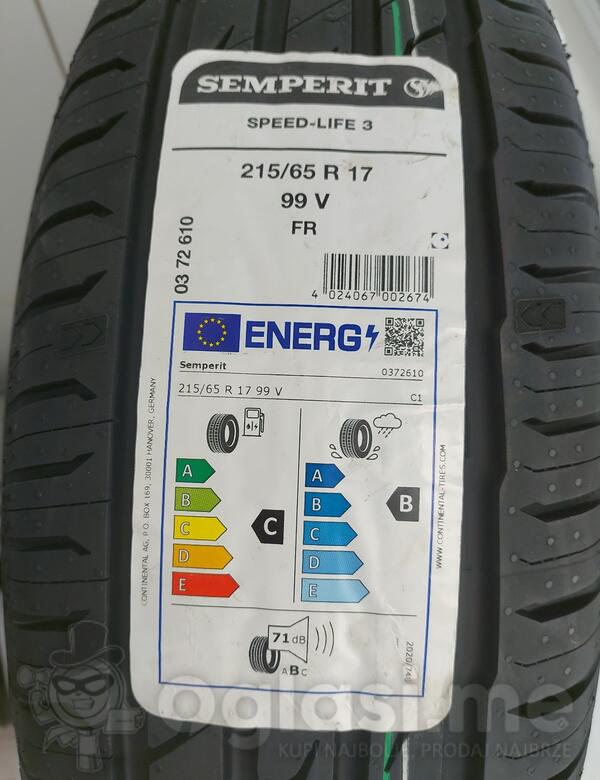 SEMPERIT
SPEED-LIFE 3
215/65 R 17
99 V
FR
03 72 610
4 024067 002674
ENERG
Semperit
0372610
215/65 R 17 99 V
C1
A
B
C
D
E
C
A
B
C
D
E
B
71 dB
ABC
CONTINENTAL AG, P.O. BOX 169, 30001 HANOVER, GERMANY
WWW.CONTINENTAL-TIRES.COM
2020/740
oglasi.me
KUPI NAJBOLJE, PRODAJ NAJBRŽE